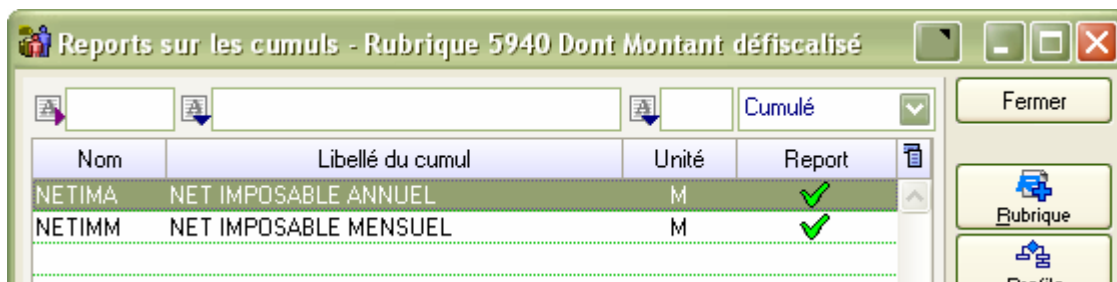 Reports sur les cumuls - Rubrique 5940 Dont Montant défiscalisé
Cumulé
Fermer
Nom Libellé du cumul Unité Report
NETIMA NET IMPOSABLE ANNUEL M
NETIMM NET IMPOSABLE MENSUEL M
Rubrique